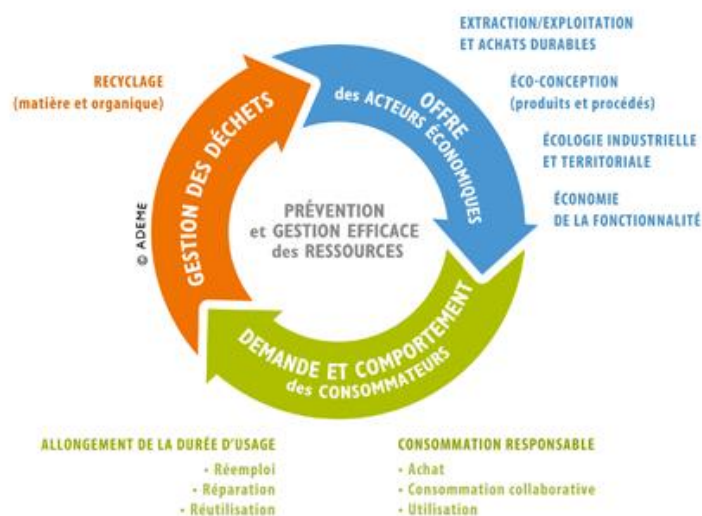 EXTRACTION/EXPLOITATION
ET ACHATS DURABLES
RECYCLAGE
(matière et organique)
ÉCO-CONCEPTION
(produits et procédés)
ÉCOLOGIE INDUSTRIELLE
ET TERRITORIALE
ÉCONOMIE
DE LA FONCTIONNALITÉ
OFFRE
des ACTEURS ÉCONOMIQUES
GESTION DES DÉCHETS
PRÉVENTION
et GESTION EFFICACE
des RESSOURCES
© ADEME
DEMANDE ET COMPORTEMENT
des CONSOMMATEURS
ALLONGEMENT DE LA DURÉE D'USAGE
• Réemploi
• Réparation
• Réutilisation
CONSOMMATION RESPONSABLE
• Achat
• Consommation collaborative
• Utilisation